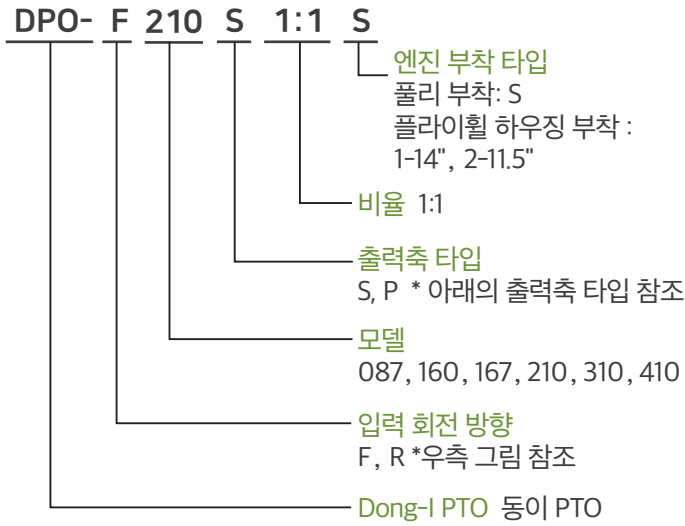 DPO- F 210 S 1:1 S
엔진 부착 타입
풀리 부착: S
플라이휠 하우징 부착 :
1-14", 2-11.5"
비율 1:1
출력축 타입
S, P * 아래의 출력축 타입 참조
모델
087, 160, 167, 210, 310, 410
입력 회전 방향
F, R *우측 그림 참조
Dong-I PTO 동이 PTO